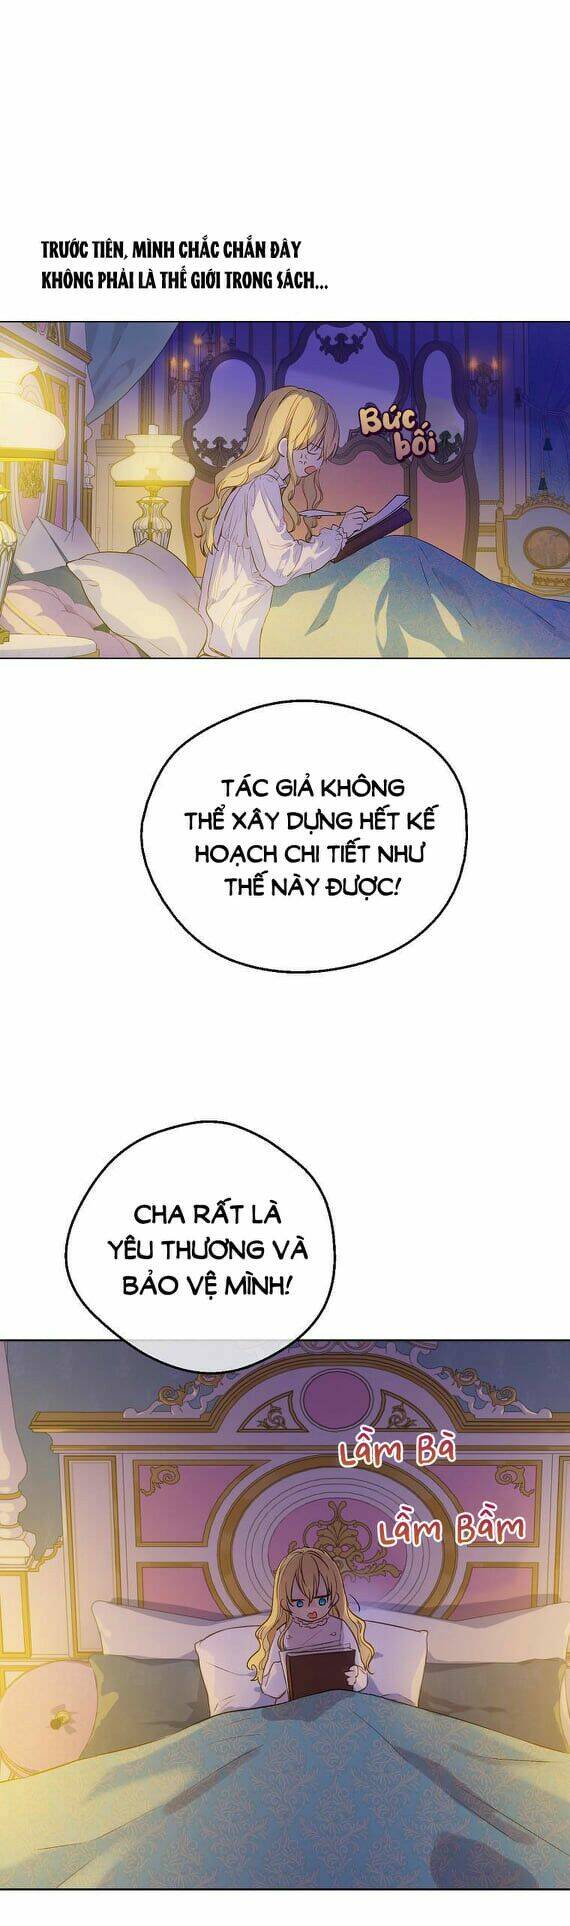 TRƯỚC TIÊN, MÌNH CHẮC CHẮN ĐÂY
KHÔNG PHẢI LÀ THẾ GIỚI TRONG SÁCH...
Bức
bối
TÁC GIẢ KHÔNG
THỂ XÂY DỰNG HẾT KẾ
HOẠCH CHI TIẾT NHƯ
THẾ NÀY ĐƯỢC!
CHA RẤT LÀ
YÊU THƯƠNG VÀ
BẢO VỆ MÌNH!
Lầm Bà
Lầm Bầm